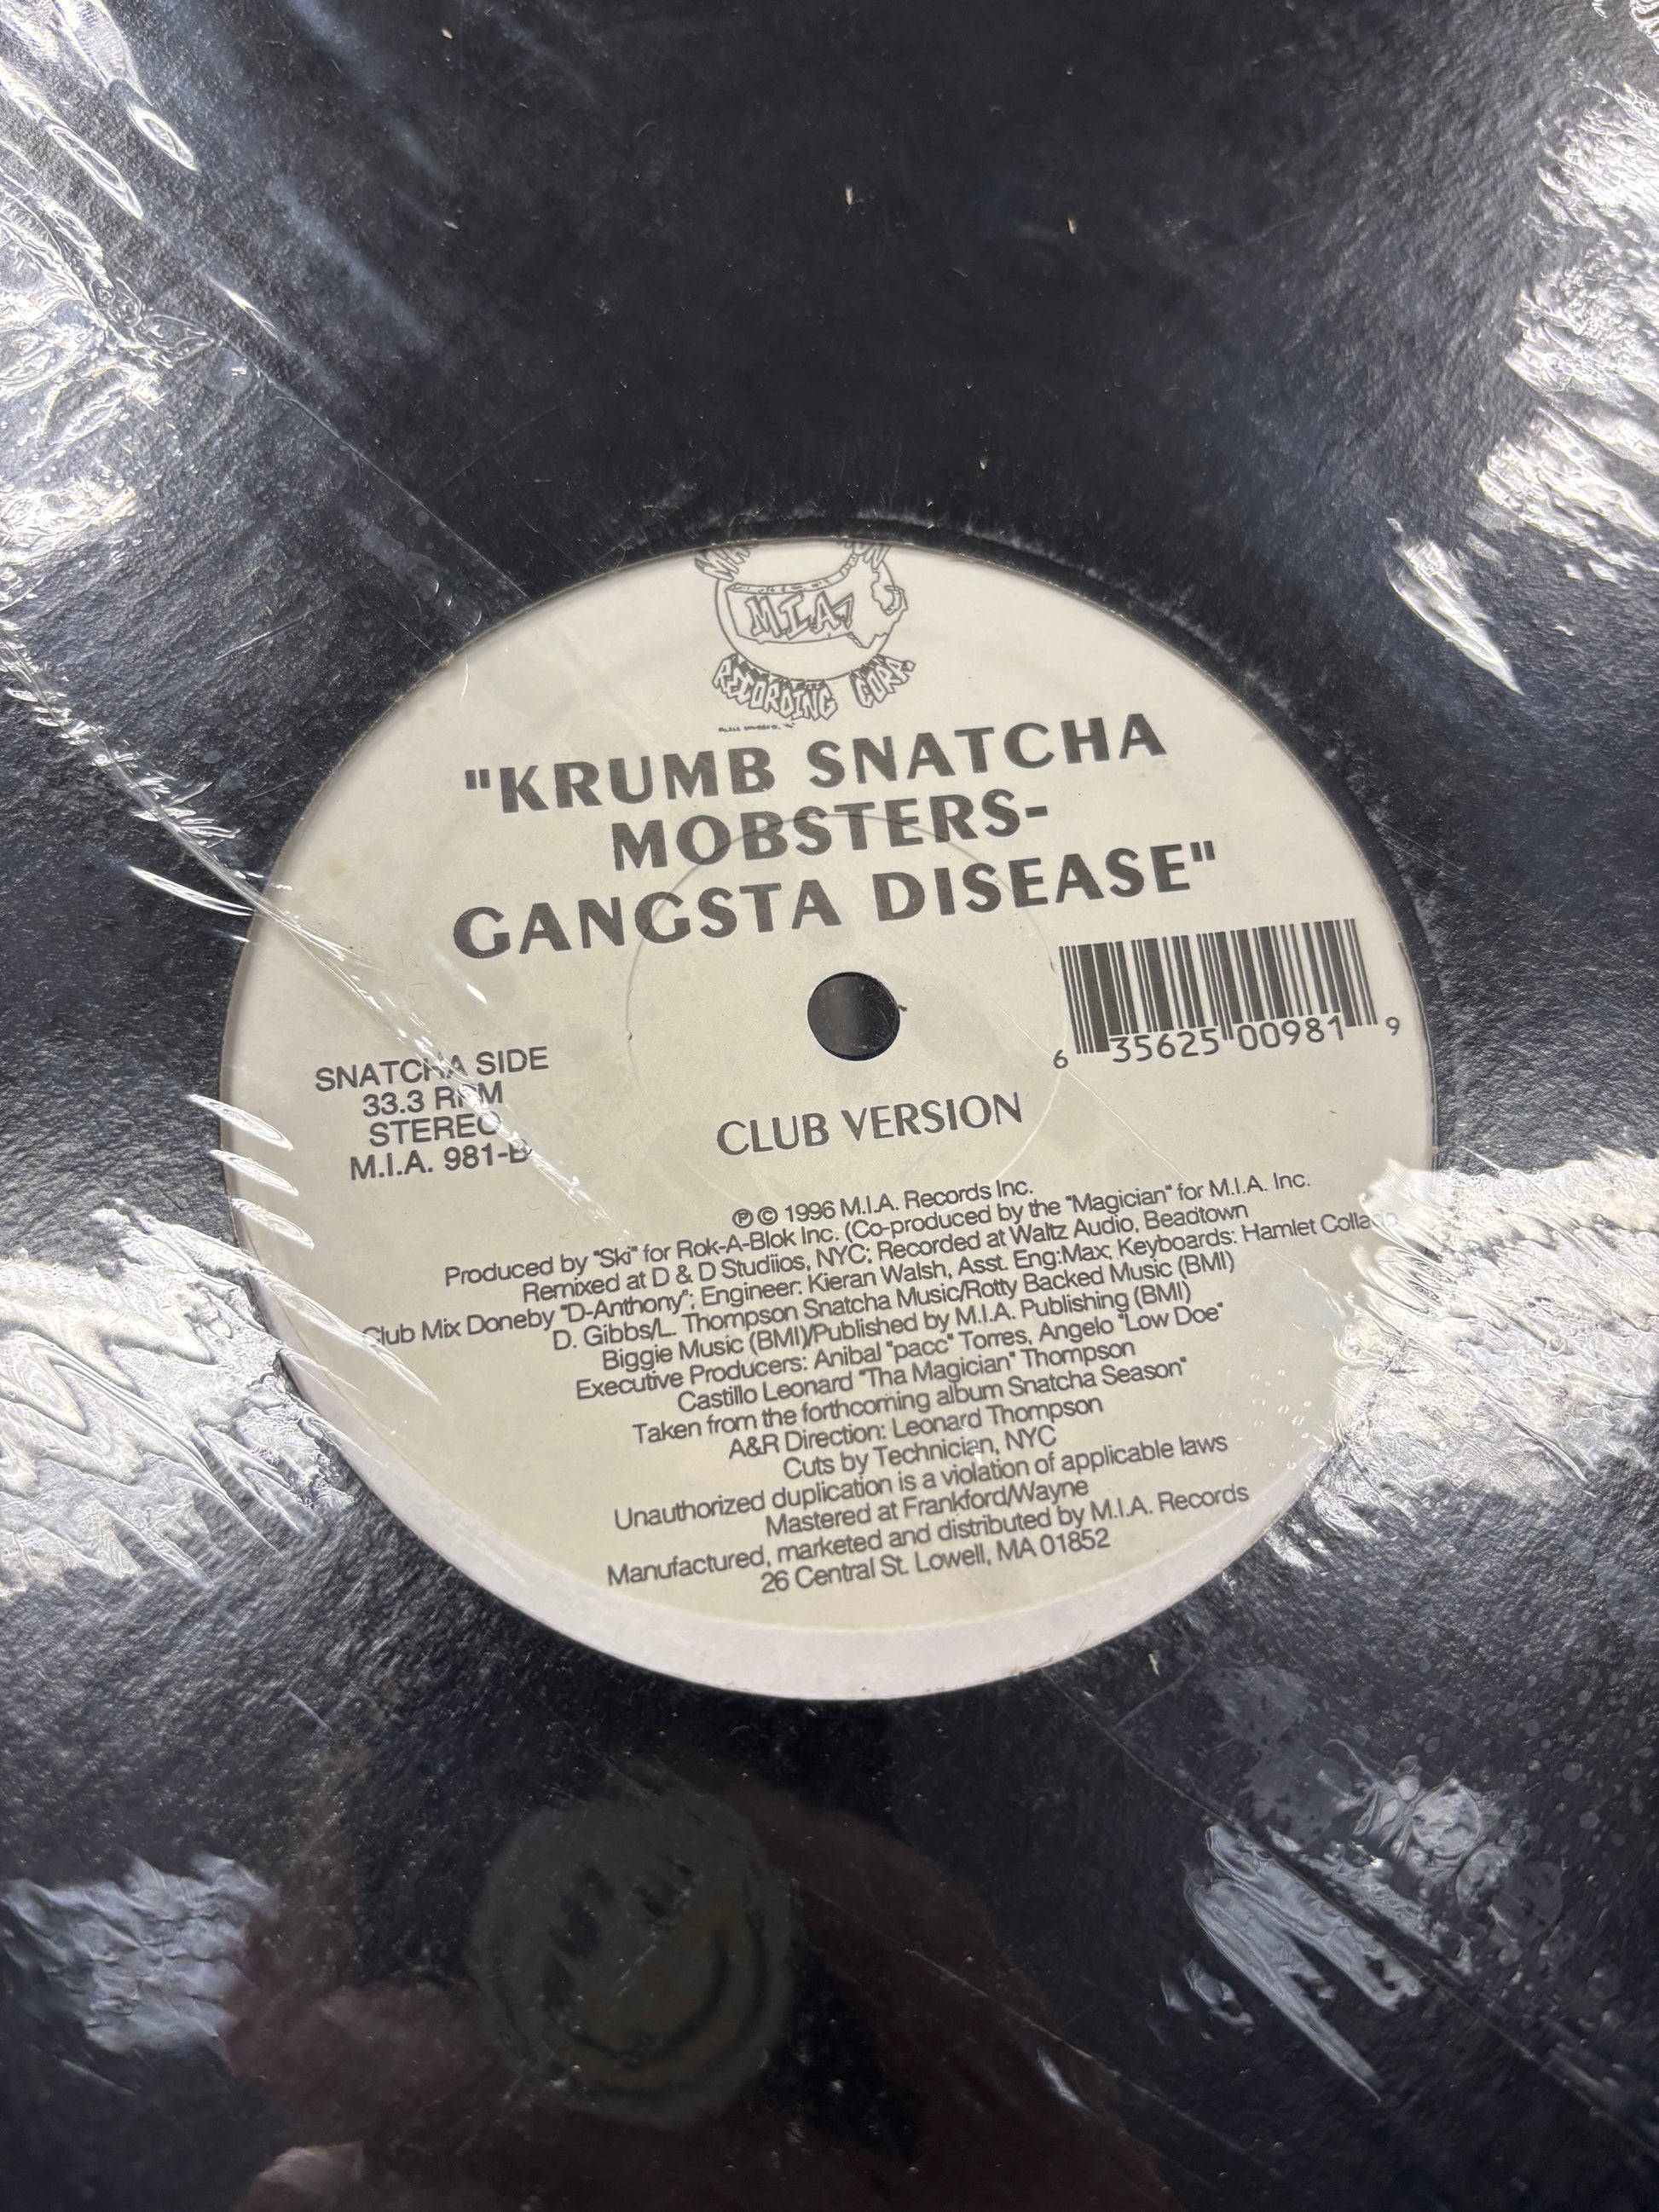 M.I.A.
RECORDING CORP.
"KRUMB SNATCHA
MOBSTERS-
GANGSTA DISEASE"
6 35625 00981 9
SNATCHA SIDE
33.3 RPM
STEREO
M.I.A. 981-B
CLUB VERSION
℗ © 1996 M.I.A. Records Inc.
Produced by "Ski" for Rok-A-Blok Inc. (Co-produced by the "Magician" for M.I.A. Inc.
Remixed at D & D Studiios, NYC; Recorded at Waltz Audio, Beadtown
Club Mix Doneby "D-Anthony"; Engineer: Kieran Walsh, Asst. Eng:Max; Keyboards: Hamlet
D. Gibbs/L. Thompson Snatcha Music/Rotty Backed Music (BMI)
Biggie Music (BMI)/Published by M.I.A. Publishing (BMI)
Executive Producers: Anibal "pacc" Torres, Angelo "Low Doe"
Castillo Leonard "Tha Magician" Thompson
Taken from the forthcoming album Snatcha Season"
A&R Direction: Leonard Thompson
Cuts by Technician, NYC
Unauthorized duplication is a violation of applicable laws
Mastered at Frankford/Wayne
Manufactured, marketed and distributed by M.I.A. Records
26 Central St. Lowell, MA 01852